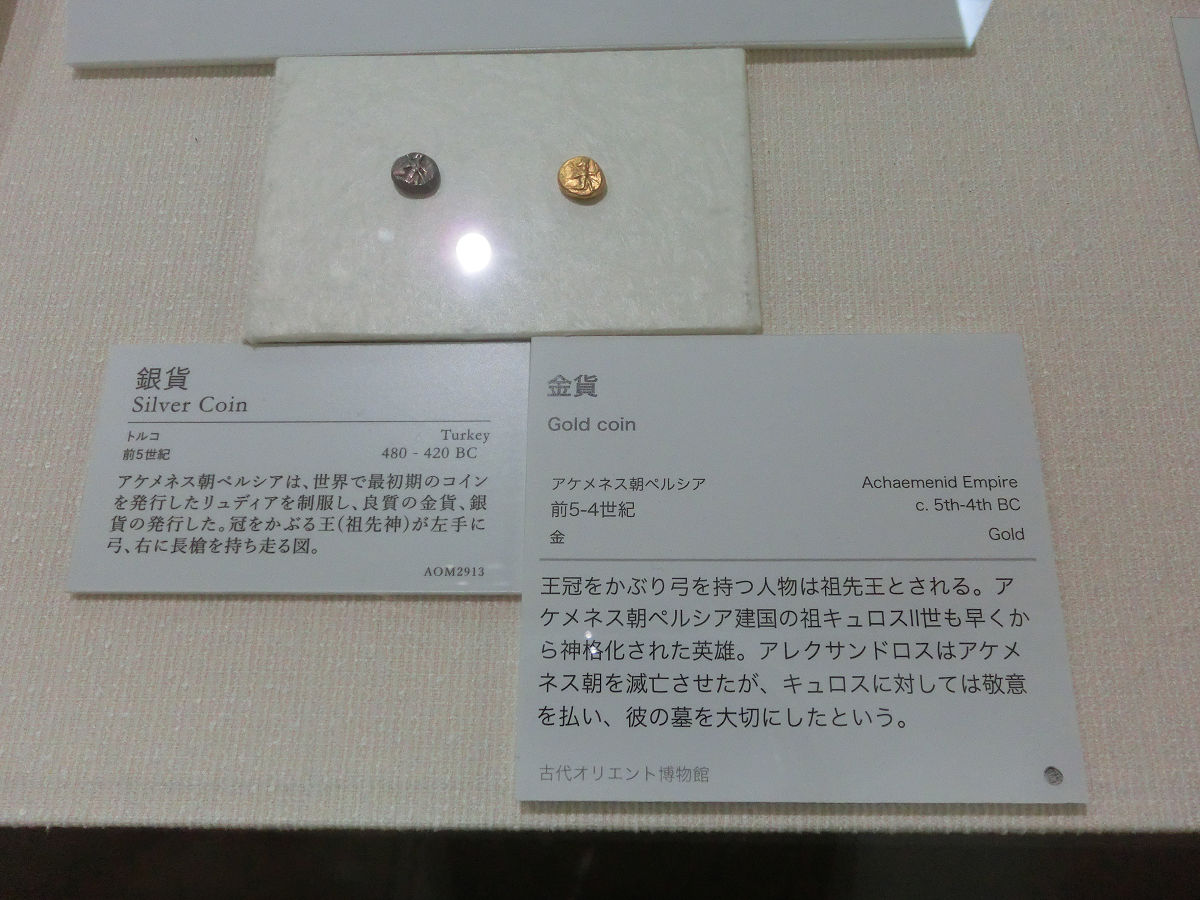 銀貨
Silver Coin
トルコ
Turkey
前5世紀
480 - 420 BC
アケメネス朝ペルシアは、世界で最初期のコイン
を発行したリュディアを制服し、良質の金貨、銀
貨の発行した。冠をかぶる王(祖先神)が左手に
弓、右に長槍を持ち走る図。
AOM2913
金貨
Gold coin
アケメネス朝ペルシア
Achaemenid Empire
前5-4世紀
c. 5th-4th BC
金
Gold
王冠をかぶり弓を持つ人物は祖先王とされる。ア
ケメネス朝ペルシア建国の祖キュロスII世も早くか
ら神格化された英雄。アレクサンドロスはアケメ
ネス朝を滅亡させたが、キュロスに対しては敬意
を払い、彼の墓を大切にしたという。
古代オリエント博物館